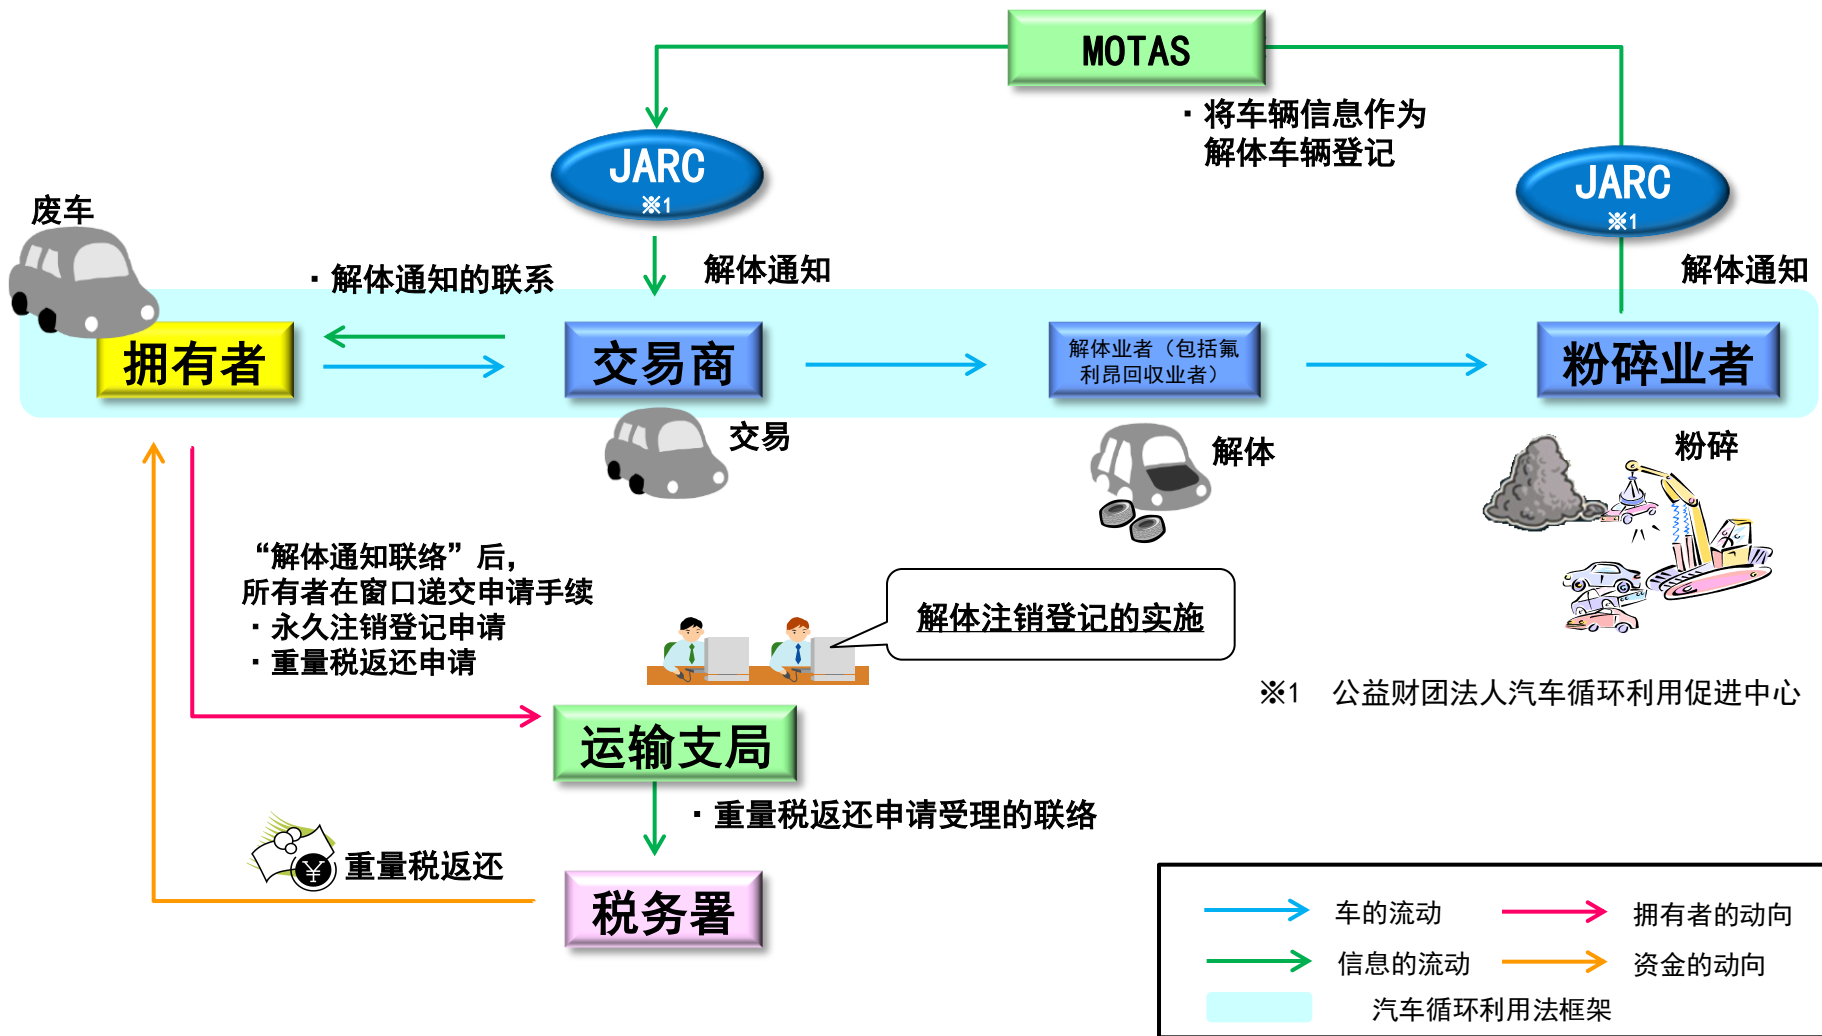 MOTAS
・将车辆信息作为
解体车辆登记
JARC
※1
JARC
※1
废车
・解体通知的联系
解体通知
解体通知
拥有者
交易商
解体业者（包括氟
利昂回收业者）
粉碎业者
交易
解体
粉碎
“解体通知联络”后，
所有者在窗口递交申请手续
・永久注销登记申请
・重量税返还申请
解体注销登记的实施
※1 公益财团法人汽车循环利用促进中心
运输支局
・重量税返还申请受理的联络
¥
重量税返还
税务署
车的流动
拥有者的动向
信息的流动
资金的动向
汽车循环利用法框架